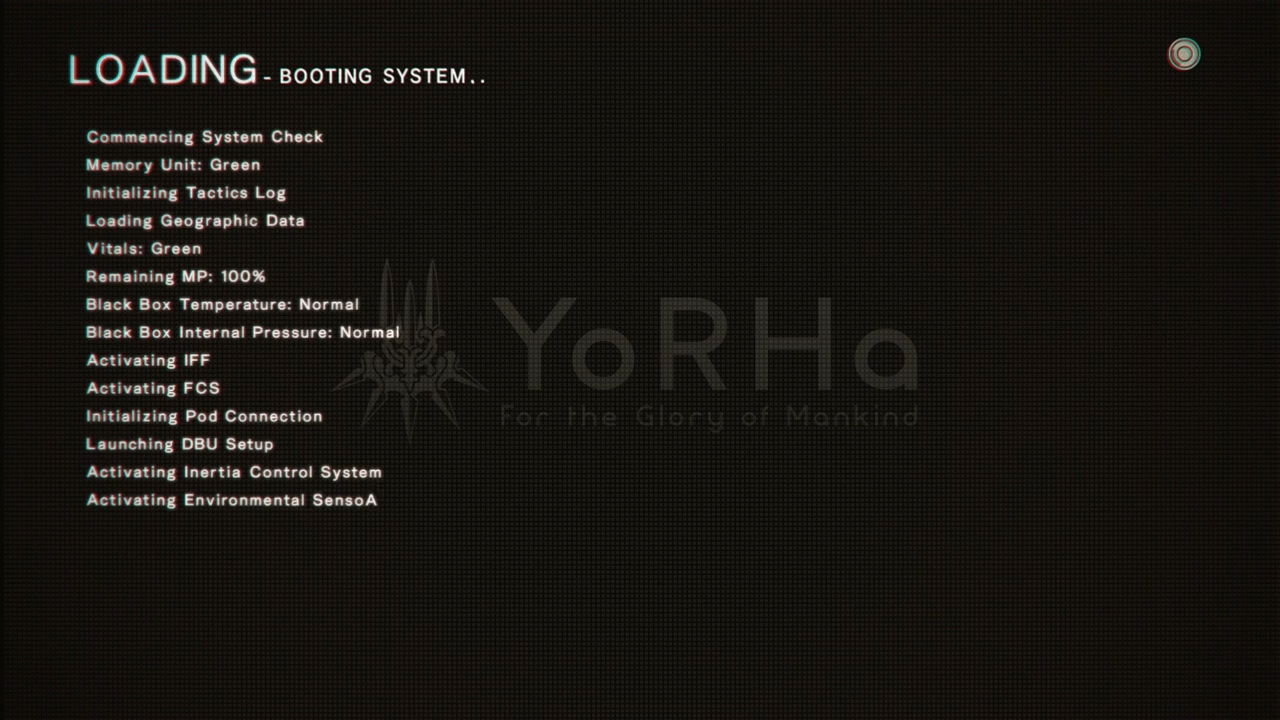 LOADING - BOOTING SYSTEM..
Commencing System Check
Memory Unit: Green
Initializing Tactics Log
Loading Geographic Data
Vitals: Green
Remaining MP: 100%
Black Box Temperature: Normal
Black Box Internal Pressure: Normal
Activating IFF
Activating FCS
Initializing Pod Connection
Launching DBU Setup
Activating Inertia Control System
Activating Environmental SensoA
YoRHa
For the Glory of Mankind